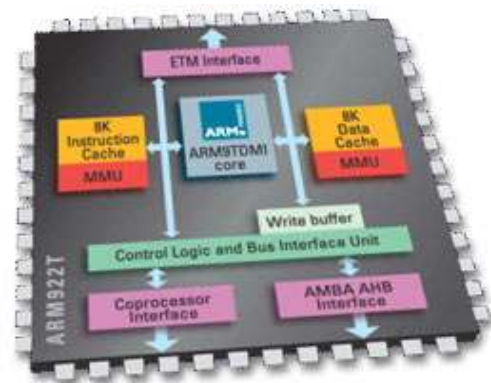 ETM Interface
8K
Instruction
Cache
MMU
ARM
ARM9TDMI
core
8K
Data
Cache
MMU
Write buffer
Control Logic and Bus Interface Unit
Coprocessor
Interface
AMBA AHB
Interface
ARM922T